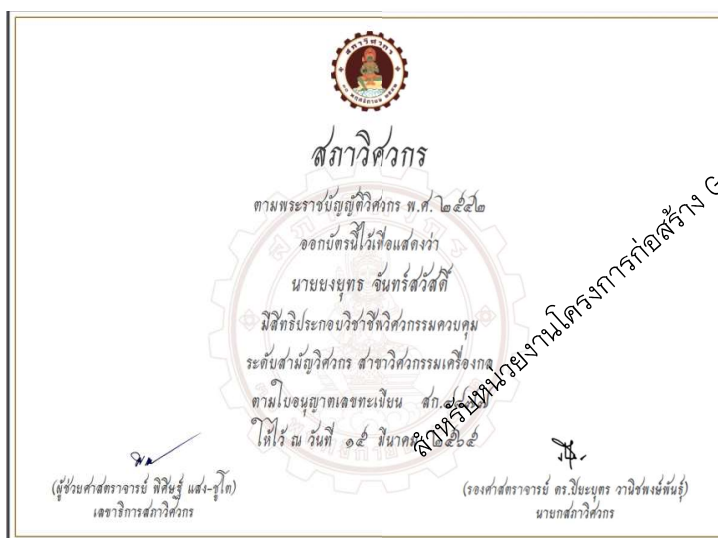 สภาวิศวกร
สภาวิศวกร
ตามพระราชบัญญัติวิศวกร พ.ศ. ๒๕๔๒
ออกบัตรนี้ไว้เพื่อแสดงว่า
นายยงยุทธ จันทร์สวัสดิ์
มีสิทธิประกอบวิชาชีพวิศวกรรมควบคุม
ระดับสามัญวิศวกร สาขาวิศวกรรมเครื่องกล
ตามใบอนุญาตเลขทะเบียน สก.
ให้ไว้ ณ วันที่ ๑๕ มีนาคม ๒๕๖๕
สำหรับหน่วยงานโครงการก่อสร้าง
(ผู้ช่วยศาสตราจารย์ พิศิษฐ์ แสง-ชูโต)
เลขาธิการสภาวิศวกร
(รองศาสตราจารย์ ดร.ปิยะบุตร วานิชพงษ์พันธุ์)
นายกสภาวิศวกร